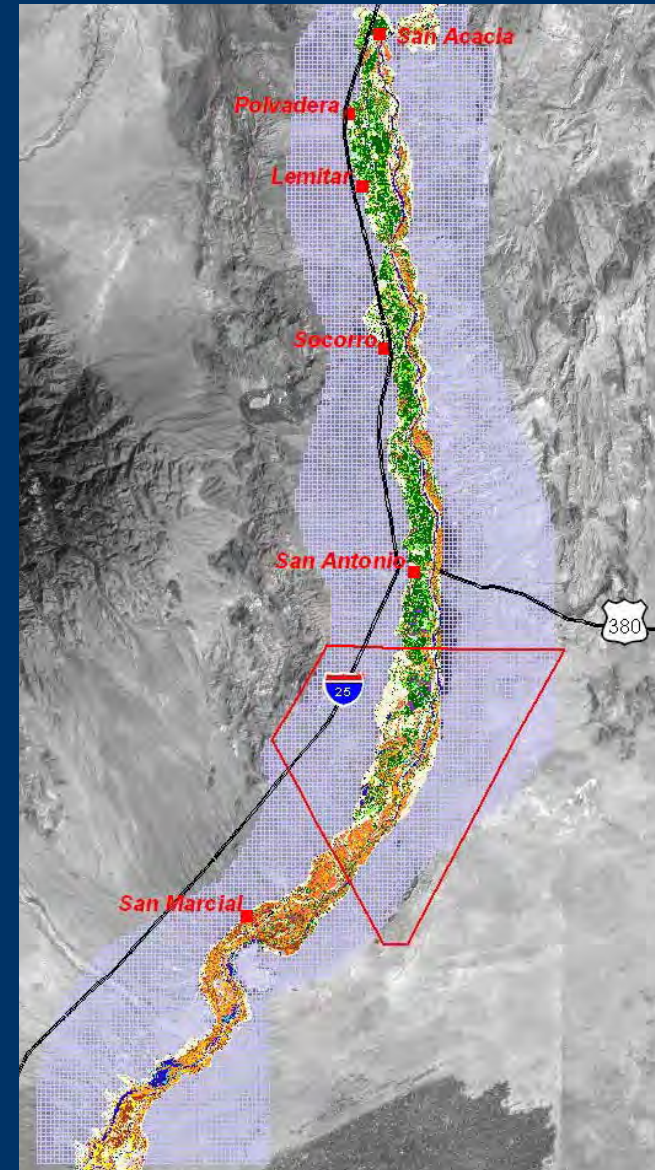 San Acacia
Polvadera
Lemitar
Socorro
San Antonio
380
25
San Marcial